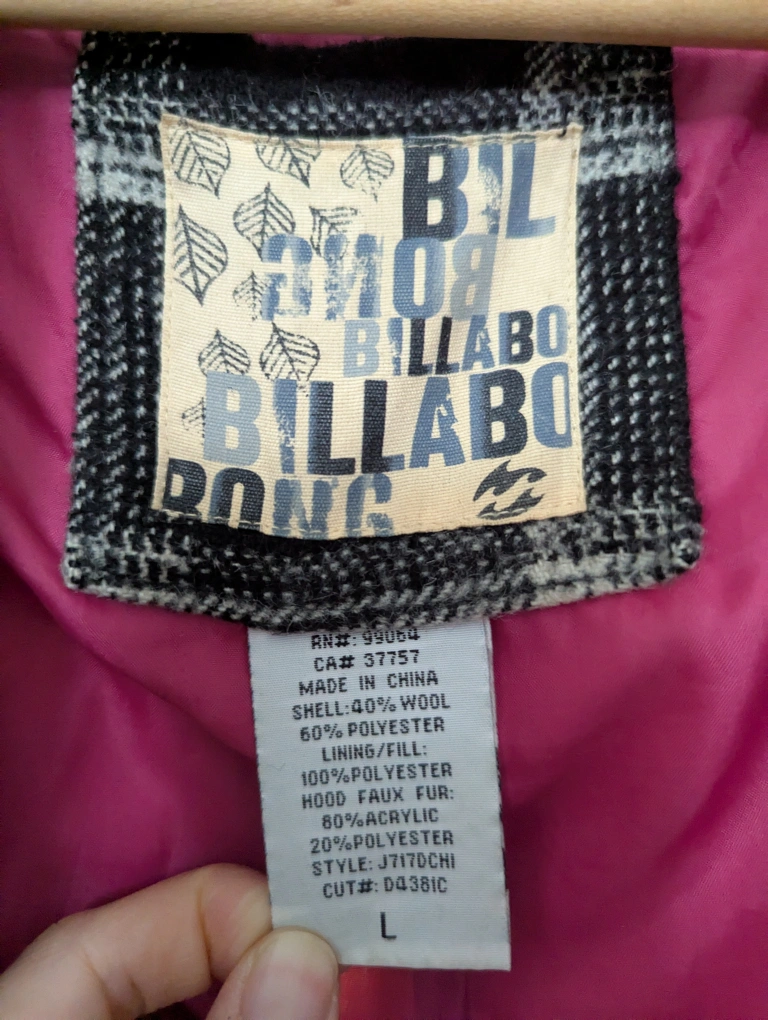 BIL
BONG
BILLABO
BILLABO
RONG
RN#: 99064
CA# 37757
MADE IN CHINA
SHELL:40% WOOL
60% POLYESTER
LINING/FILL:
100%POLYESTER
HOOD FAUX FUR:
80%ACRYLIC
20%POLYESTER
STYLE: J717DCHI
CUT#: D4381C
L